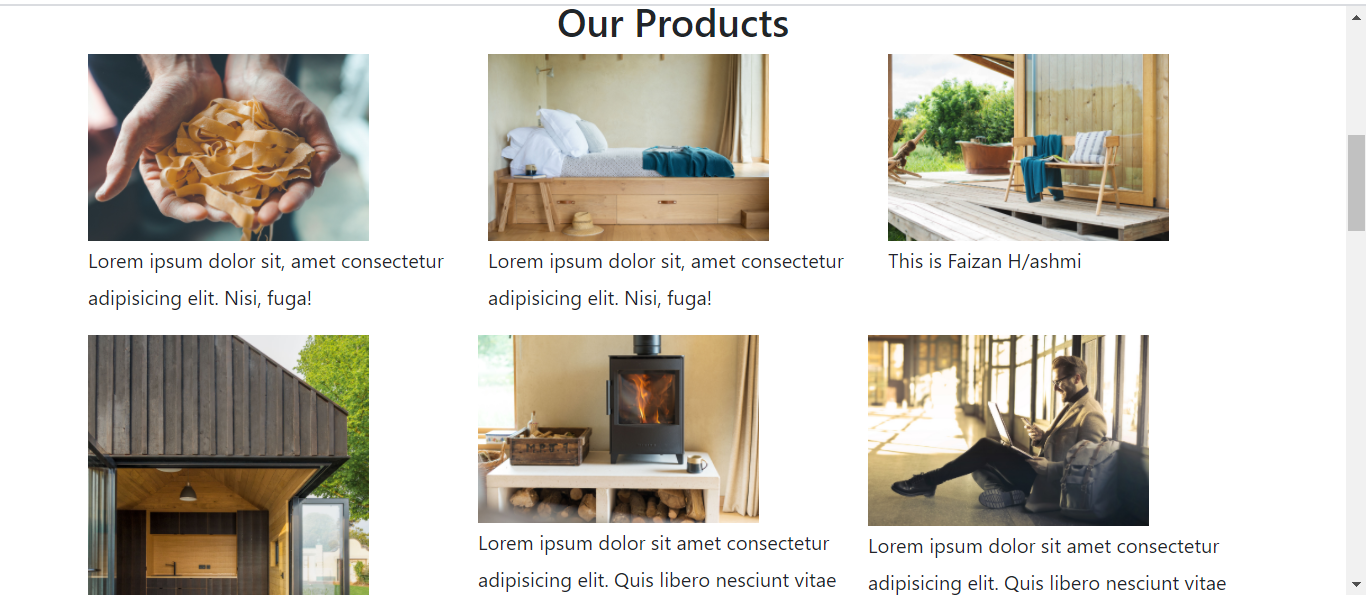 Our Products
Lorem ipsum dolor sit, amet consectetur
adipisicing elit. Nisi, fuga!
Lorem ipsum dolor sit, amet consectetur
adipisicing elit. Nisi, fuga!
This is Faizan H/ashmi
Lorem ipsum dolor sit amet consectetur
adipisicing elit. Quis libero nesciunt vitae
Lorem ipsum dolor sit amet consectetur
adipisicing elit. Quis libero nesciunt vitae